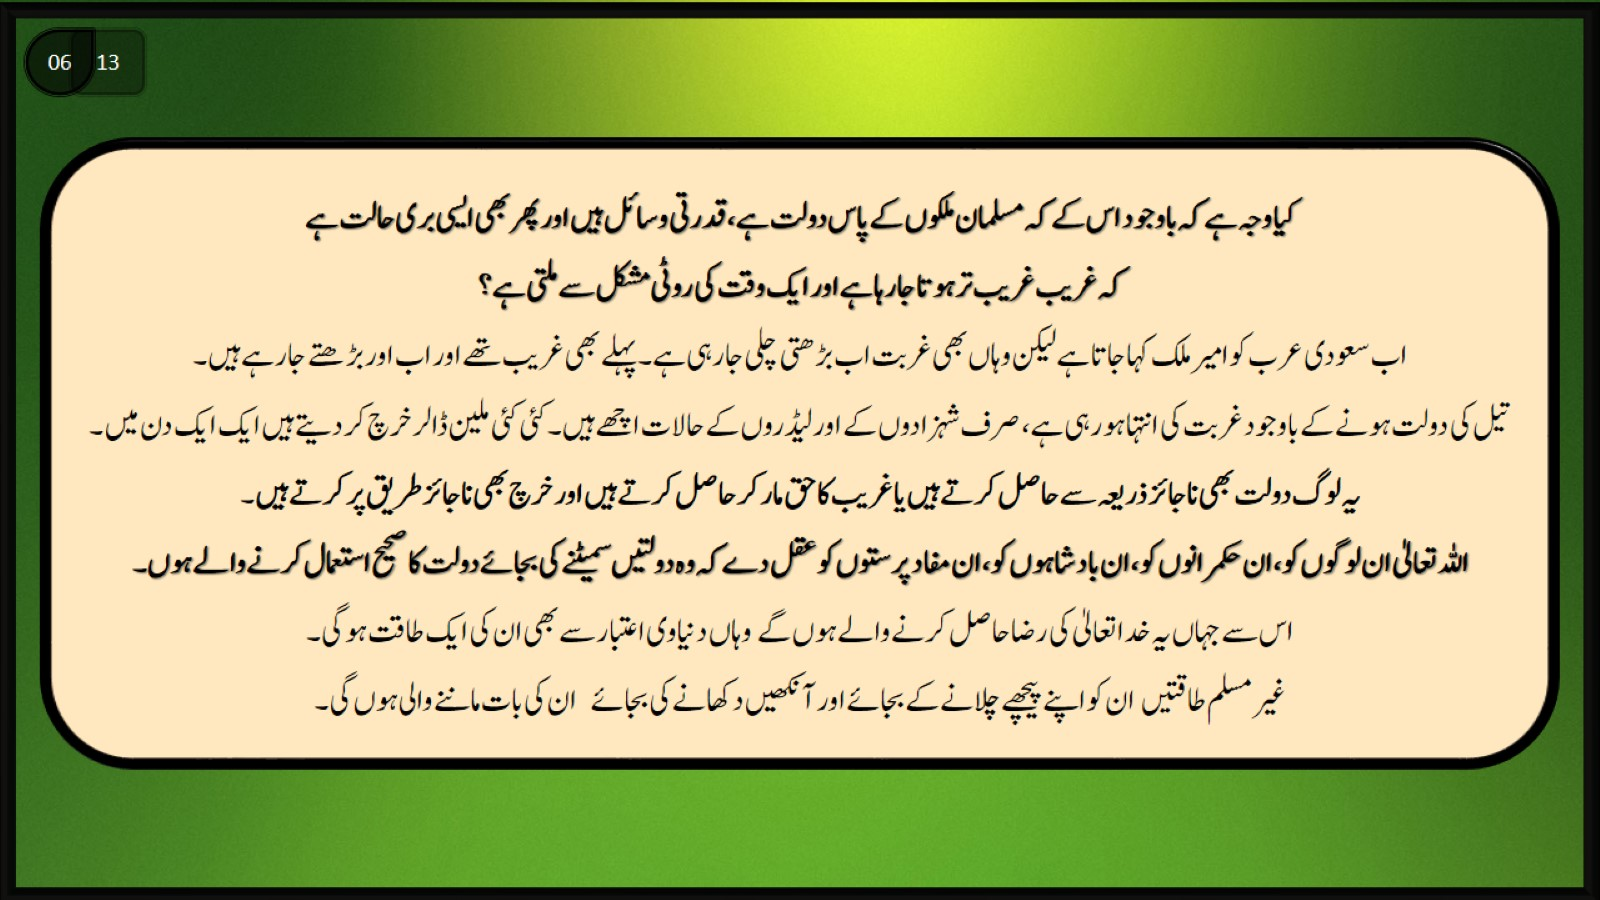 06 13
کیا وجہ ہے کہ باوجود اس کے کہ مسلمان ملکوں کے پاس دولت ہے، قدرتی وسائل ہیں اور پھر بھی ایسی بری حالت ہے
کہ غریب غریب تر ہوتا جا رہا ہے اور ایک وقت کی روٹی مشکل سے ملتی ہے؟
اب سعودی عرب کو امیر ملک کہا جاتا ہے لیکن وہاں بھی غربت اب بڑھتی چلی جا رہی ہے۔ پہلے بھی غریب تھے اور اب اور بڑھتے جا رہے ہیں۔
تیل کی دولت ہونے کے باوجود غربت کی انتہا ہو رہی ہے، صرف شہزادوں کے اور لیڈروں کے حالات اچھے ہیں۔ کئی کئی ملین ڈالر خرچ کر دیتے ہیں ایک ایک دن میں۔
یہ لوگ دولت بھی ناجائز ذریعہ سے حاصل کرتے ہیں یا غریب کا حق مار کر حاصل کرتے ہیں اور خرچ بھی ناجائز طریق پر کرتے ہیں۔
اللہ تعالیٰ ان لوگوں کو، ان حکمرانوں کو، ان بادشاہوں کو، ان مفاد پرستوں کو عقل دے کہ وہ دولتیں سمیٹنے کی بجائے دولت کا صحیح استعمال کرنے والے ہوں۔
اس سے جہاں یہ خدا تعالیٰ کی رضا حاصل کرنے والے ہوں گے وہاں دنیاوی اعتبار سے بھی ان کی ایک طاقت ہو گی۔
غیر مسلم طاقتیں ان کو اپنے پیچھے چلانے کے بجائے اور آنکھیں دکھانے کی بجائے ان کی بات ماننے والی ہوں گی۔